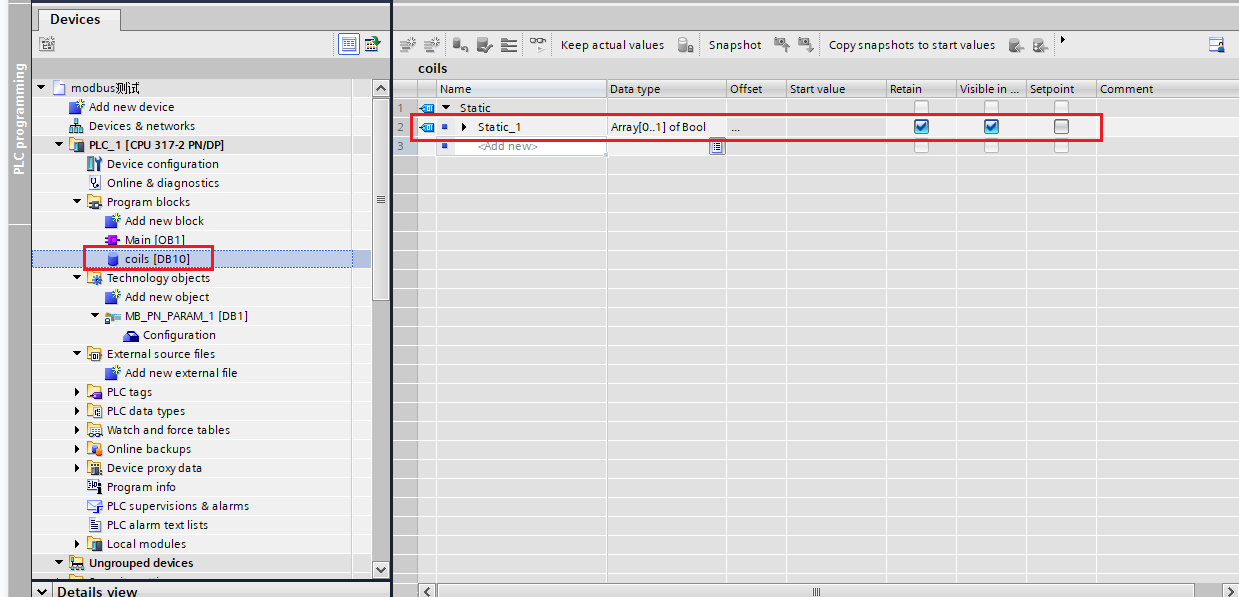 Devices
PLC programming
modbus测试
Add new device
Devices & networks
PLC_1 [CPU 317-2 PN/DP]
Device configuration
Online & diagnostics
Program blocks
Add new block
Main [OB1]
coils [DB10]
Technology objects
Add new object
MB_PN_PARAM_1 [DB1]
Configuration
External source files
Add new external file
PLC tags
PLC data types
Watch and force tables
Online backups
Device proxy data
Program info
PLC supervisions & alarms
PLC alarm text lists
Local modules
Ungrouped devices
Details view
Keep actual values Snapshot Copy snapshots to start values
coils
Name Data type Offset Start value Retain Visible in ... Setpoint Comment
1 Static
2 Static_1 Array[0..1] of Bool ...
3 <Add new>